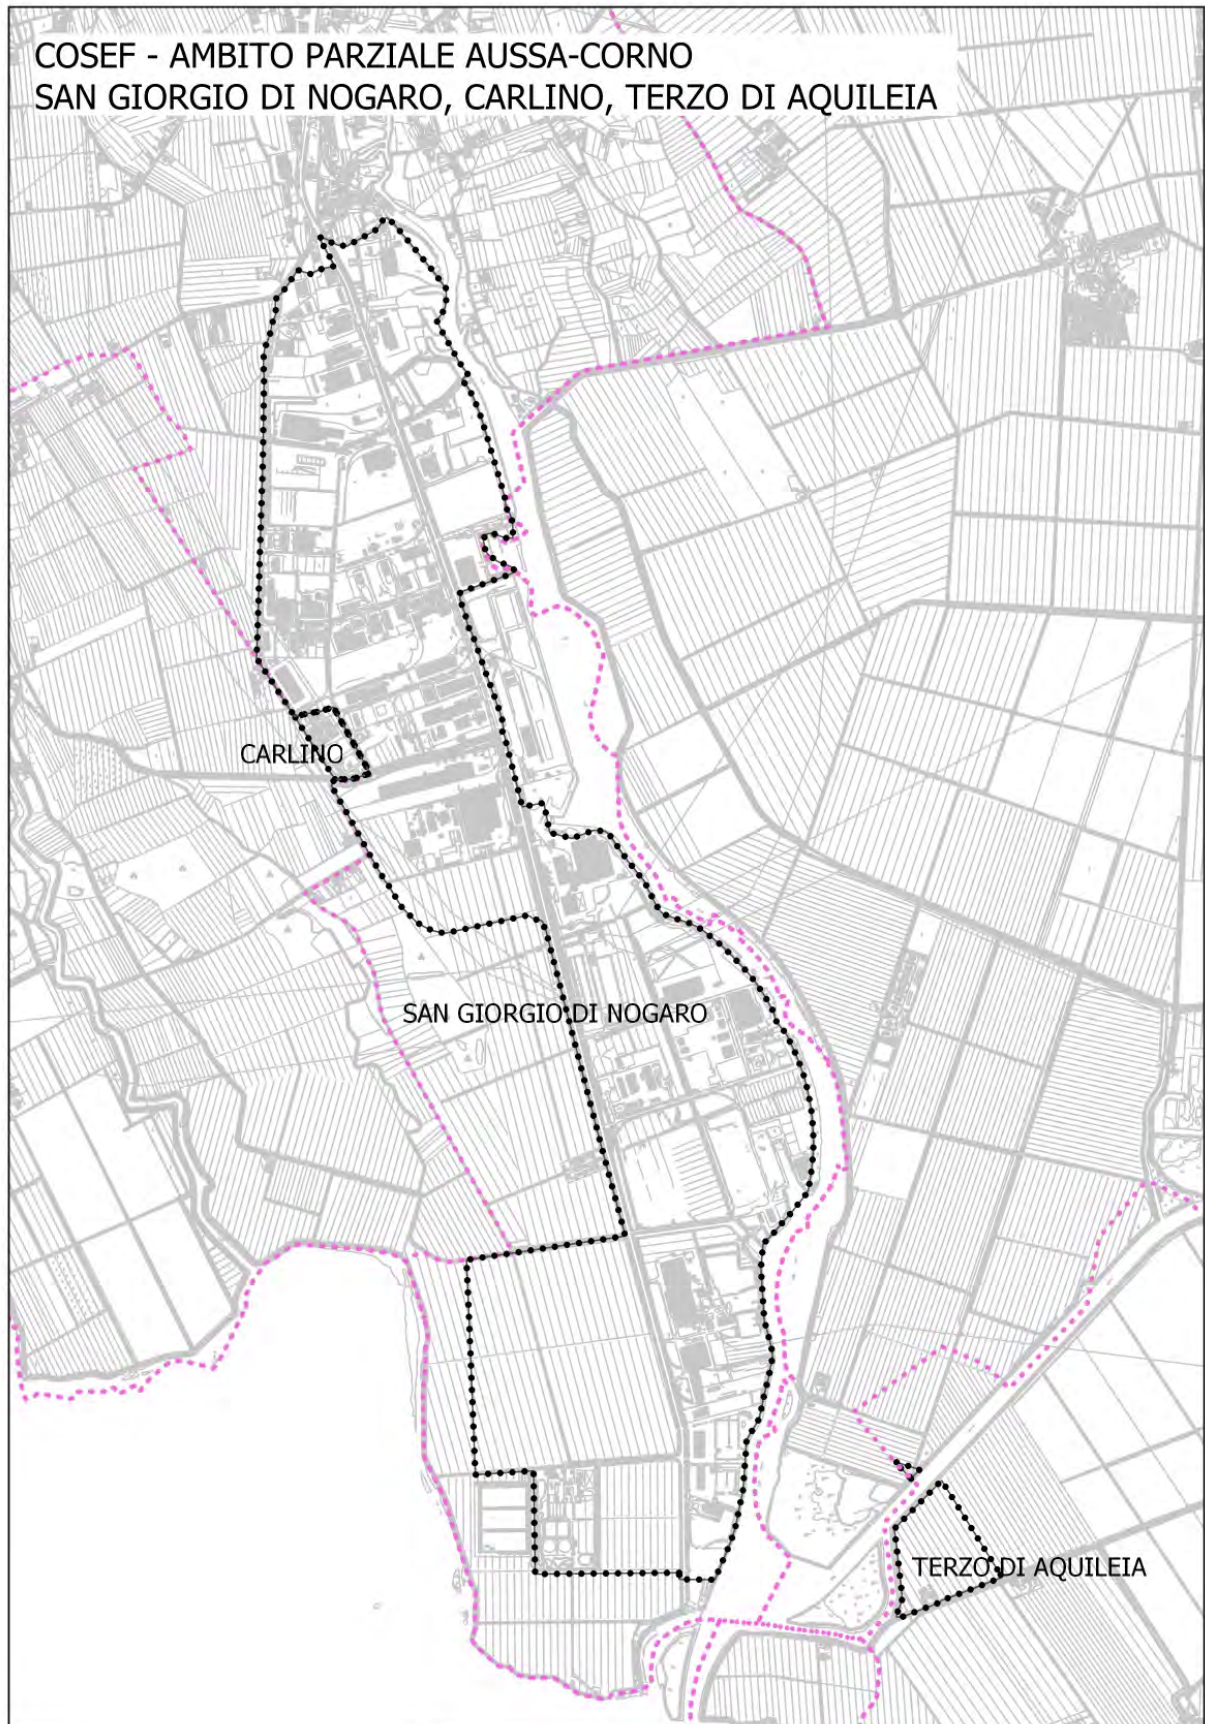 COSEF - AMBITO PARZIALE AUSSA-CORNO
SAN GIORGIO DI NOGARO, CARLINO, TERZO DI AQUILEIA
CARLINO
SAN GIORGIO DI NOGARO
TERZO DI AQUILEIA